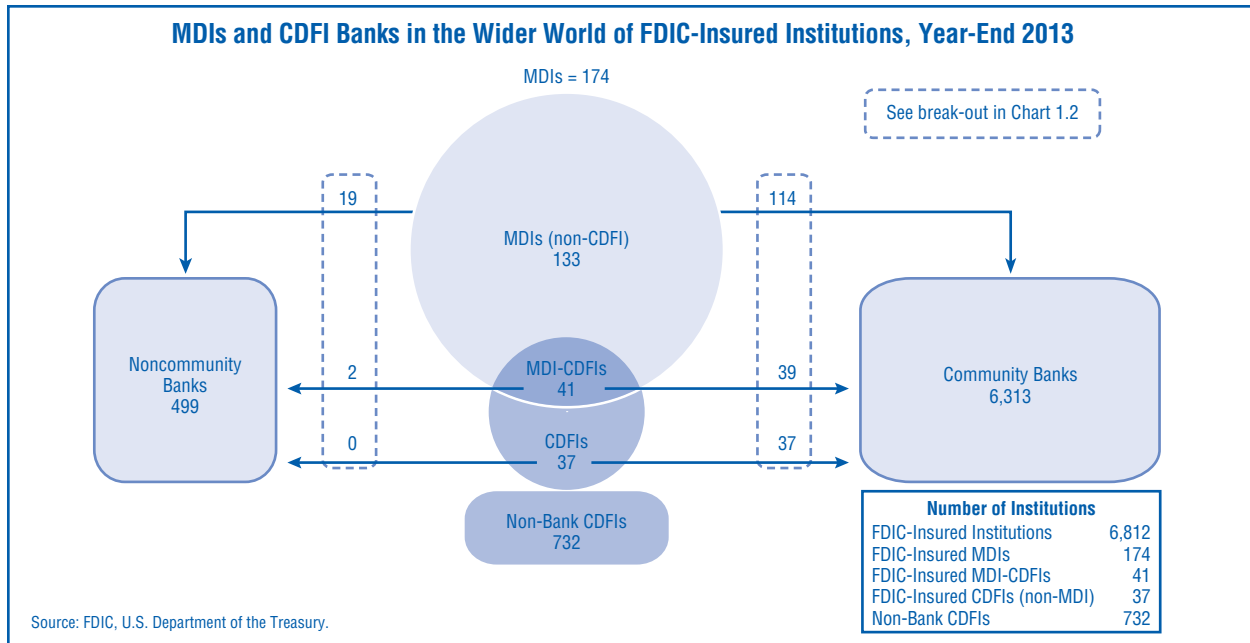 MDIs and CDFI Banks in the Wider World of FDIC-Insured Institutions, Year-End 2013
MDIs = 174
See break-out in Chart 1.2
19
114
MDIs (non-CDFI)
133
Noncommunity
Banks
499
2
MDI-CDFIs
41
39
Community Banks
6,313
0
CDFIs
37
37
Non-Bank CDFIs
732
Number of Institutions
FDIC-Insured Institutions 6,812
FDIC-Insured MDIs 174
FDIC-Insured MDI-CDFIs 41
FDIC-Insured CDFIs (non-MDI) 37
Non-Bank CDFIs 732
Source: FDIC, U.S. Department of the Treasury.